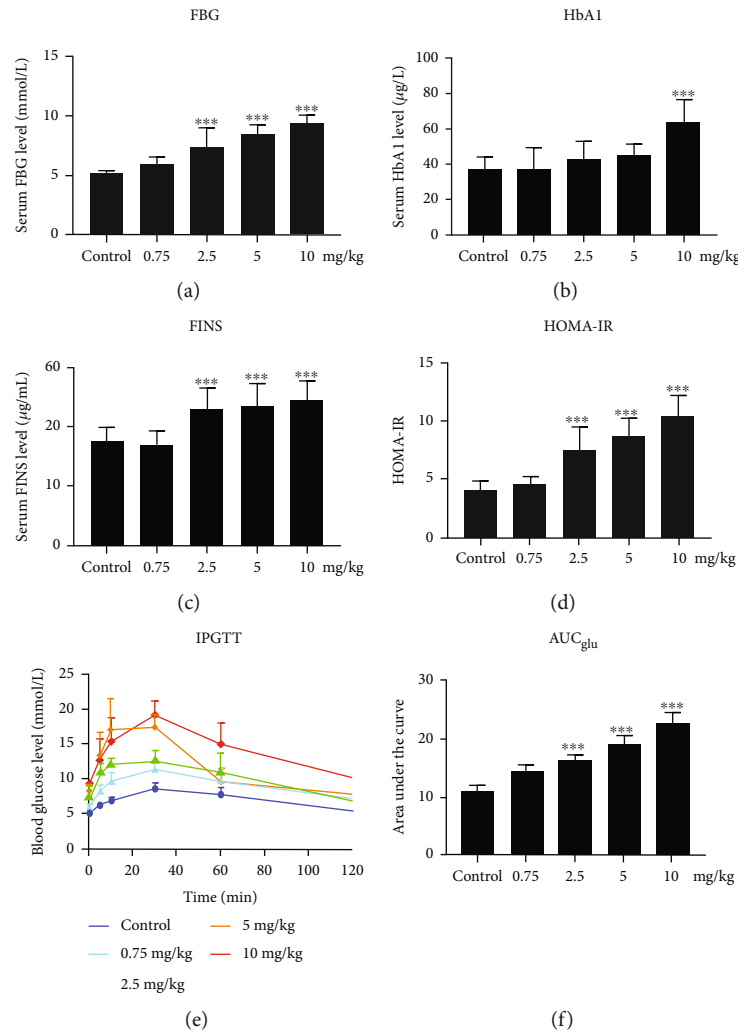 FBG
Serum FBG level (mmol/L)
15
10
5
0
*** *** ***
Control 0.75 2.5 5 10 mg/kg
(a)
HbA1
Serum HbA1 level (μg/L)
100
80
60
40
20
0
***
Control 0.75 2.5 5 10 mg/kg
(b)
FINS
Serum FINS level (μg/mL)
60
20
10
0
*** *** ***
Control 0.75 2.5 5 10 mg/kg
(c)
HOMA-IR
HOMA-IR
15
10
5
0
*** *** ***
Control 0.75 2.5 5 10 mg/kg
(d)
IPGTT
Blood glucose level (mmol/L)
25
20
15
10
5
0
0 20 40 60 80 100 120
Time (min)
Control
0.75 mg/kg
2.5 mg/kg
5 mg/kg
10 mg/kg
(e)
AUCglu
Area under the curve
30
20
10
0
*** *** ***
Control 0.75 2.5 5 10 mg/kg
(f)